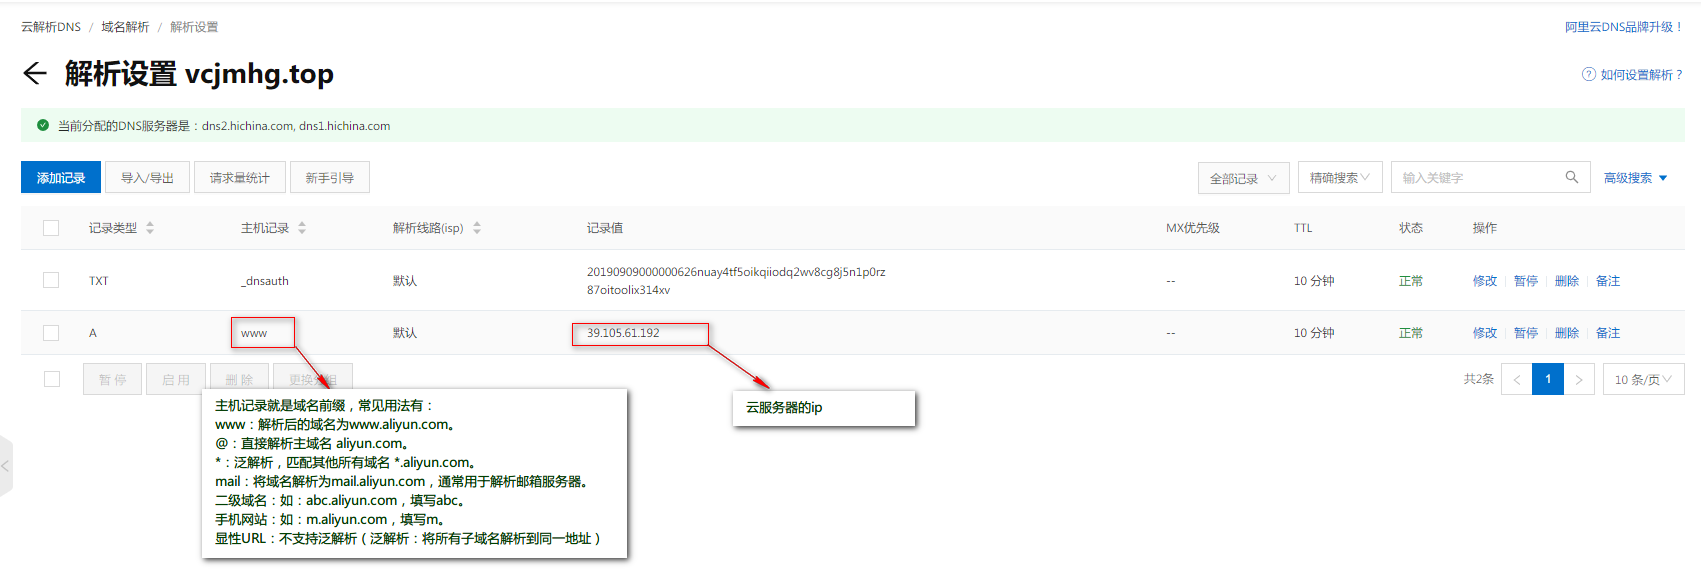 云解析DNS / 域名解析 / 解析设置
阿里云DNS品牌升级！
解析设置 vcjmhg.top
如何设置解析？
当前分配的DNS服务器是：dns2.hichina.com, dns1.hichina.com
添加记录 导入/导出 请求量统计 新手引导 全部记录 精确搜索 输入关键字 高级搜索
记录类型 主机记录 解析线路(isp) 记录值 MX优先级 TTL 状态 操作
TXT _dnsauth 默认 20190909000000626nuay4tf5oikqiiodq2wv8cg8j5n1p0rz -- 10 分钟 正常 修改 暂停 删除 备注
87oitoolix314xv
A www 默认 39.105.61.192 -- 10 分钟 正常 修改 暂停 删除 备注
暂停 启用 删除 共2条 1 10 条/页
主机记录就是域名前缀，常见用法有：
www：解析后的域名为www.aliyun.com。
@：直接解析主域名 aliyun.com。
*：泛解析，匹配其他所有域名 *.aliyun.com。
mail：将域名解析为mail.aliyun.com，通常用于解析邮箱服务器。
二级域名：如：abc.aliyun.com，填写abc。
手机网站：如：m.aliyun.com，填写m。
显性URL：不支持泛解析（泛解析：将所有子域名解析到同一地址）
云服务器的ip